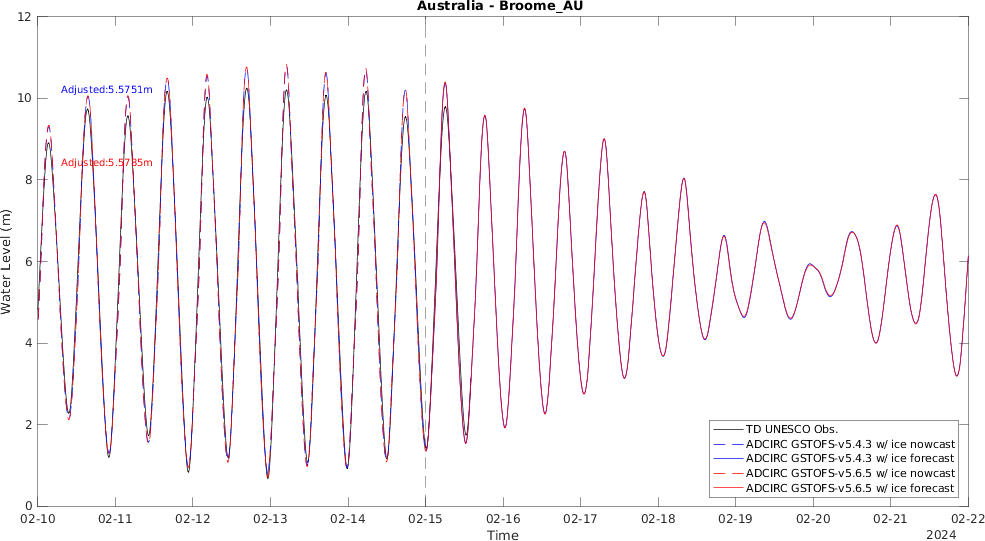 Australia - Broome_AU
Water Level (m)
12
10
8
6
4
2
0
Adjusted:5.5751m
Adjusted:5.5785m
TD UNESCO Obs.
ADCIRC GSTOFS-v5.4.3 w/ ice nowcast
ADCIRC GSTOFS-v5.4.3 w/ ice forecast
ADCIRC GSTOFS-v5.6.5 w/ ice nowcast
ADCIRC GSTOFS-v5.6.5 w/ ice forecast
02-10 02-11 02-12 02-13 02-14 02-15 02-16 02-17 02-18 02-19 02-20 02-21 02-22
Time
2024